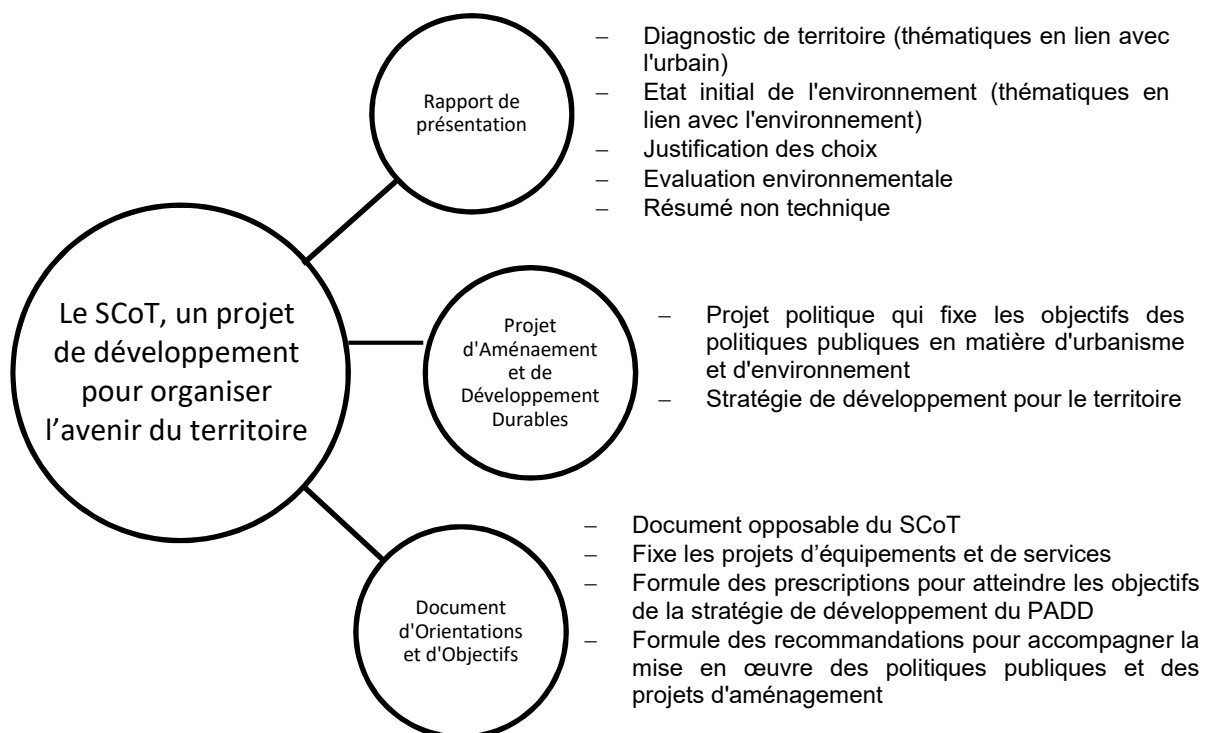 Le SCoT, un projet
de développement
pour organiser
l’avenir du territoire
Rapport de
présentation
– Diagnostic de territoire (thématiques en lien avec
l'urbain)
– Etat initial de l'environnement (thématiques en
lien avec l'environnement)
– Justification des choix
– Evaluation environnementale
– Résumé non technique
Projet
d'Aménaement
et de
Développement
Durables
– Projet politique qui fixe les objectifs des
politiques publiques en matière d'urbanisme
et d'environnement
– Stratégie de développement pour le territoire
Document
d'Orientations
et d'Objectifs
– Document opposable du SCoT
– Fixe les projets d’équipements et de services
– Formule des prescriptions pour atteindre les objectifs
de la stratégie de développement du PADD
– Formule des recommandations pour accompagner la
mise en œuvre des politiques publiques et des
projets d'aménagement